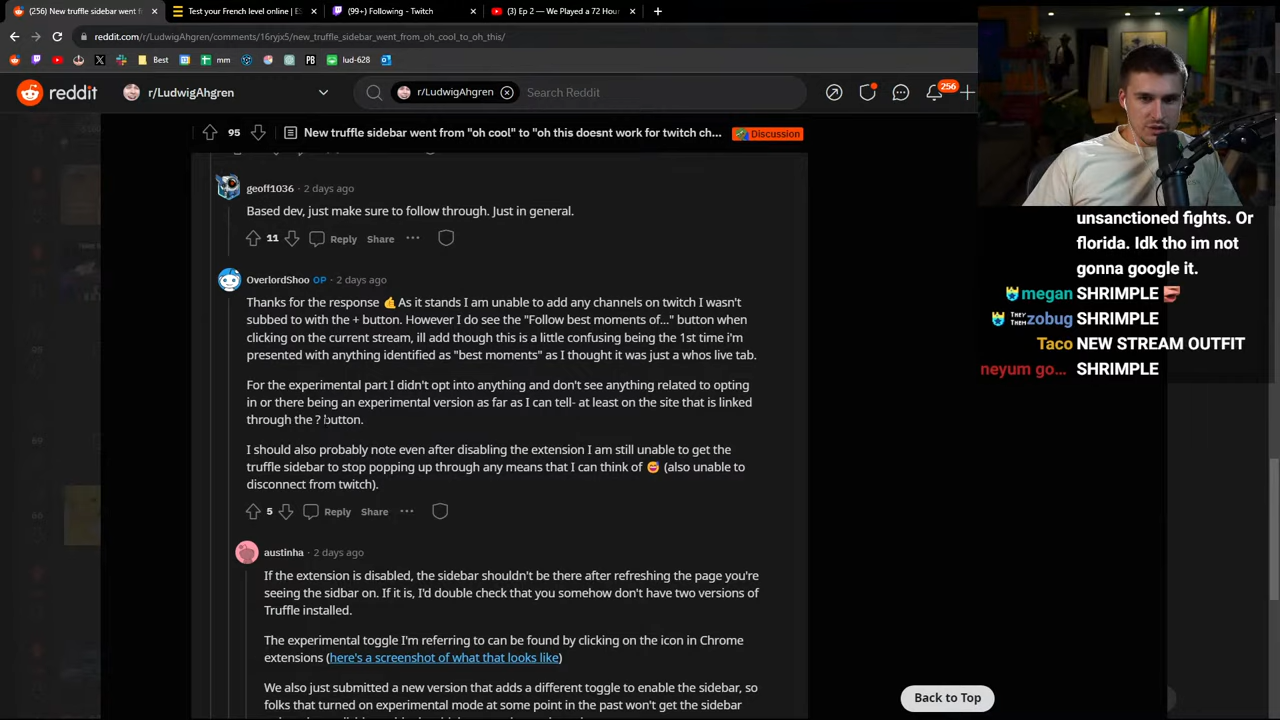 (256) New truffle sidebar went f
Test your French level online | E
(99+) Following - Twitch
(3) Ep 2 — We Played a 72 Hour
reddit.com/r/LudwigAhgren/comments/16ryjx5/new_truffle_sidebar_went_from_oh_cool_to_oh_this/
Best
mm
PB
lud-628
reddit
r/LudwigAhgren
r/LudwigAhgren
Search Reddit
256
95
New truffle sidebar went from "oh cool" to "oh this doesnt work for twitch ch...
Discussion
geoff1036 · 2 days ago
Based dev, just make sure to follow through. Just in general.
11
Reply
Share
OverlordShoo OP · 2 days ago
Thanks for the response 🤙 As it stands I am unable to add any channels on twitch I wasn't
subbed to with the + button. However I do see the "Follow best moments of..." button when
clicking on the current stream, ill add though this is a little confusing being the 1st time i'm
presented with anything identified as "best moments" as I thought it was just a whos live tab.
For the experimental part I didn't opt into anything and don't see anything related to opting
in or there being an experimental version as far as I can tell- at least on the site that is linked
through the ? button.
I should also probably note even after disabling the extension I am still unable to get the
truffle sidebar to stop popping up through any means that I can think of 😅 (also unable to
disconnect from twitch).
5
Reply
Share
austinha · 2 days ago
If the extension is disabled, the sidebar shouldn't be there after refreshing the page you're
seeing the sidbar on. If it is, I'd double check that you somehow don't have two versions of
Truffle installed.
The experimental toggle I'm referring to can be found by clicking on the icon in Chrome
extensions (here's a screenshot of what that looks like)
We also just submitted a new version that adds a different toggle to enable the sidebar, so
folks that turned on experimental mode at some point in the past won't get the sidebar
Back to Top
unsanctioned fights. Or
florida. Idk tho im not
gonna google it.
megan SHRIMPLE
THEY THEM zobug SHRIMPLE
Taco NEW STREAM OUTFIT
neyum go... SHRIMPLE